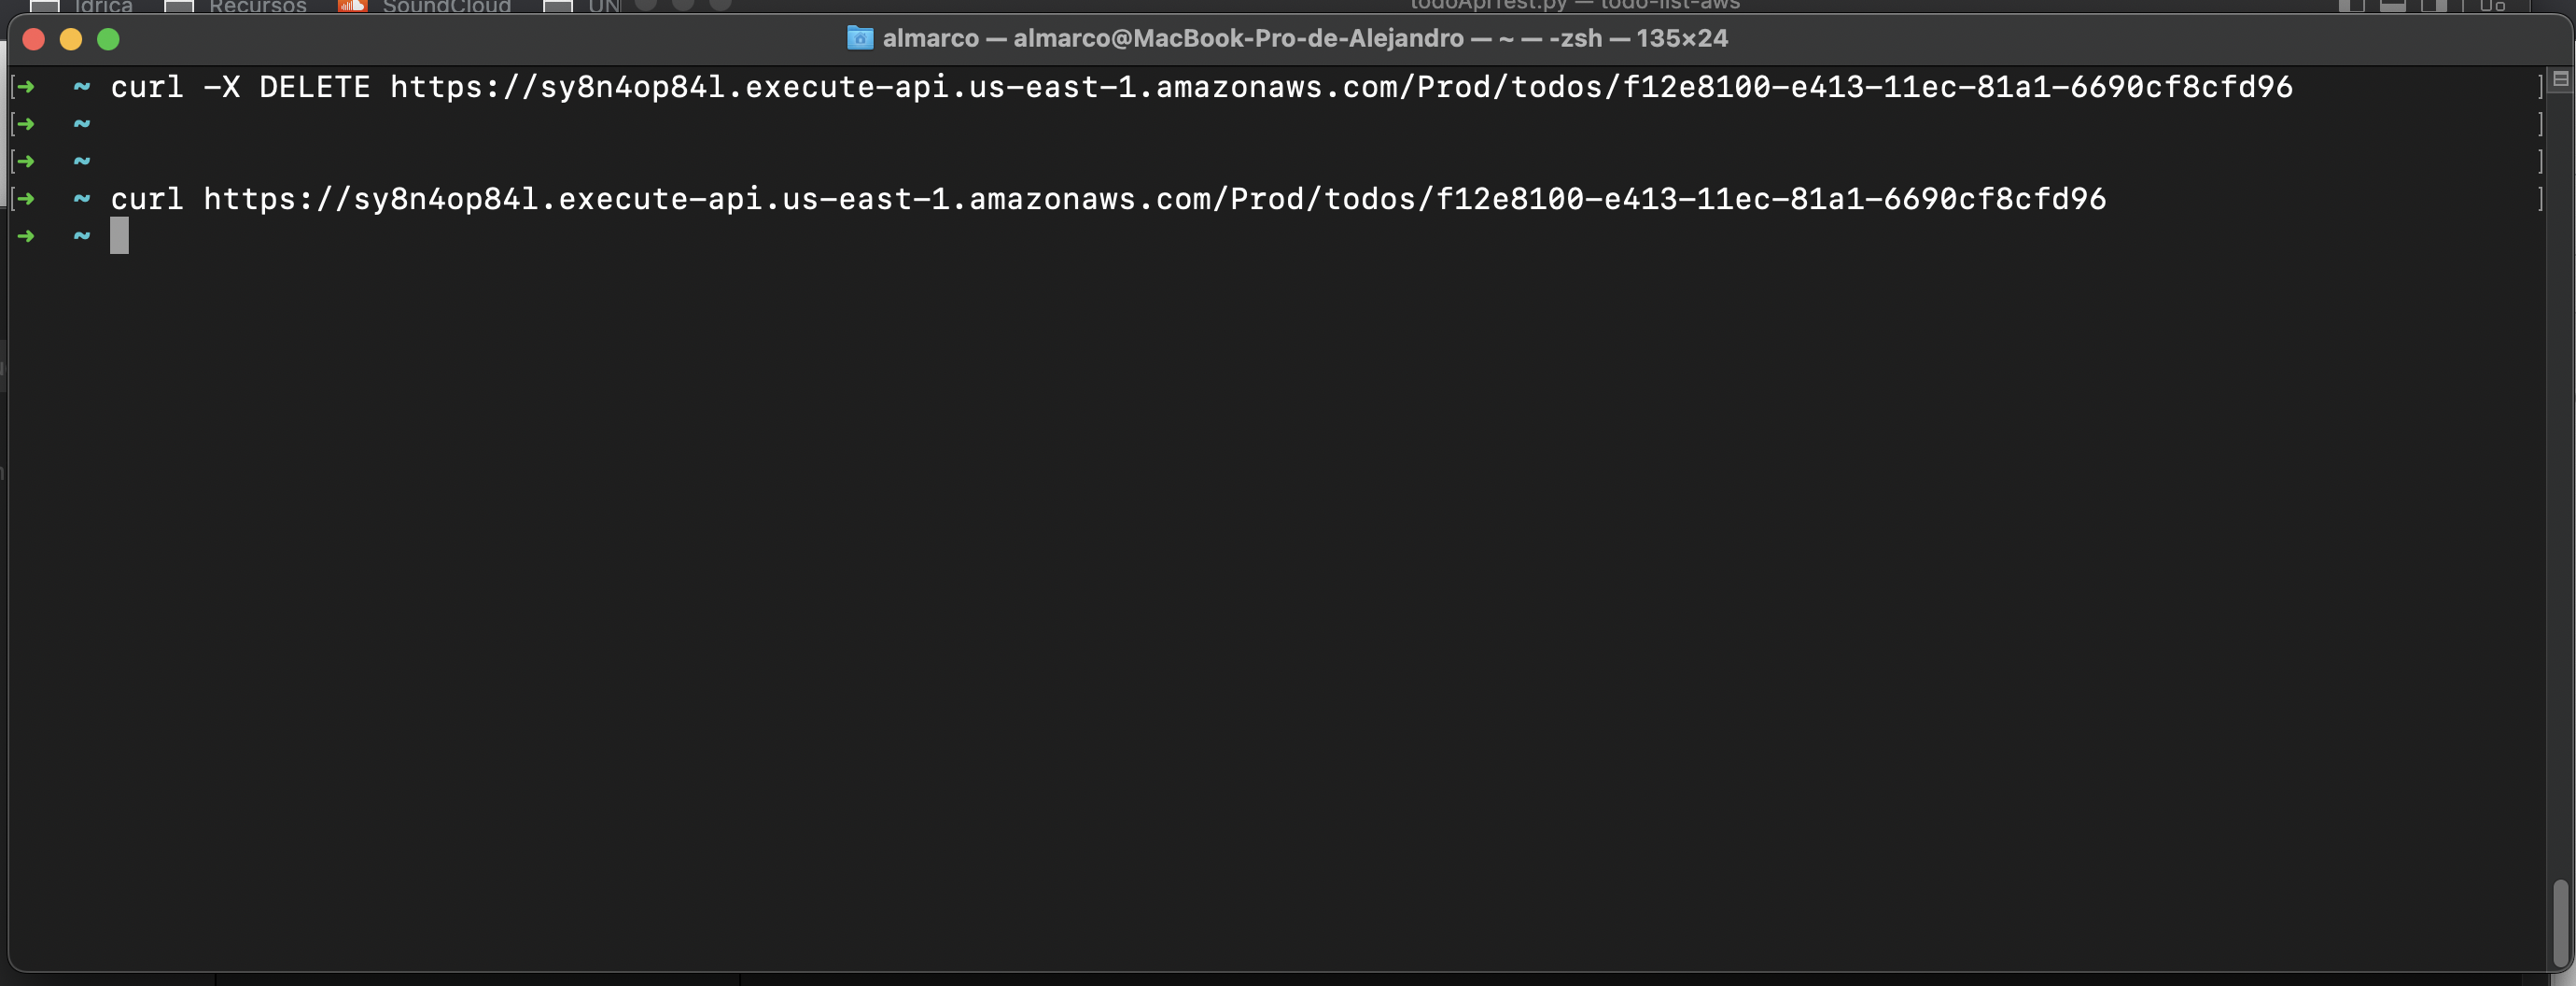 Idrica Recursos SoundCloud UN todoApiTest.py — todo-list-aws
almarco — almarco@MacBook-Pro-de-Alejandro — ~ — -zsh — 135×24
[➜ ~ curl -X DELETE https://sy8n4op84l.execute-api.us-east-1.amazonaws.com/Prod/todos/f12e8100-e413-11ec-81a1-6690cf8cfd96 ]
[➜ ~ ]
[➜ ~ ]
[➜ ~ curl https://sy8n4op84l.execute-api.us-east-1.amazonaws.com/Prod/todos/f12e8100-e413-11ec-81a1-6690cf8cfd96 ]
➜ ~